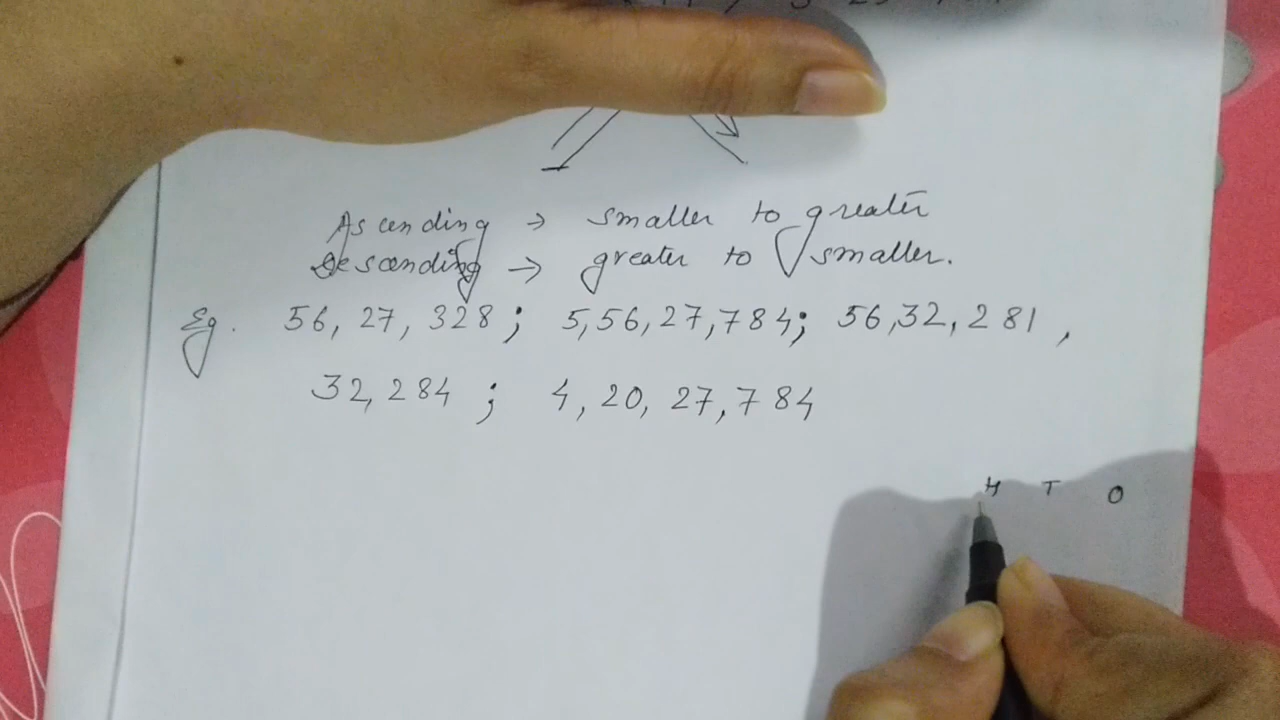 Ascending → smaller to greater
Descending → greater to smaller.
Eg. 56, 27, 328 ; 5,56,27,784; 56,32,281,
32,284 ; 4, 20, 27,784
H T O